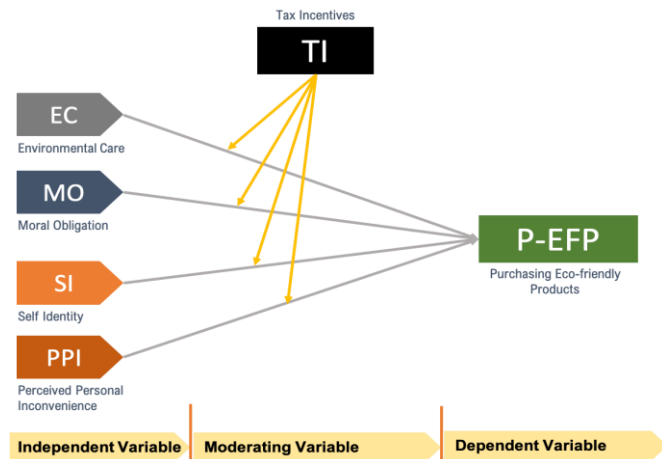 Tax Incentives
TI
EC
Environmental Care
MO
Moral Obligation
SI
Self Identity
PPI
Perceived Personal
Inconvenience
P-EFP
Purchasing Eco-friendly
Products
Independent Variable
Moderating Variable
Dependent Variable